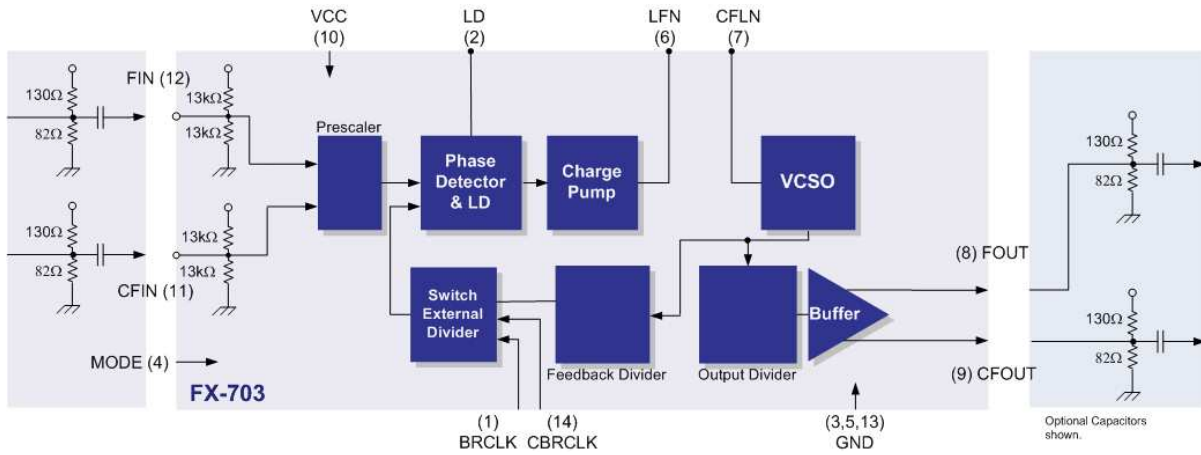 VCC
(10)
LD
(2)
LFN
(6)
CFLN
(7)
FIN (12)
130Ω
82Ω
13kΩ
13kΩ
Prescaler
Phase
Detector
& LD
Charge
Pump
VCSO
130Ω
82Ω
130Ω
82Ω
13kΩ
13kΩ
CFIN (11)
Switch
External
Divider
Feedback Divider
Output Divider
Buffer
(8) FOUT
(9) CFOUT
130Ω
82Ω
MODE (4)
FX-703
(1)
BRCLK
(14)
CBRCLK
(3,5,13)
GND
Optional Capacitors
shown.